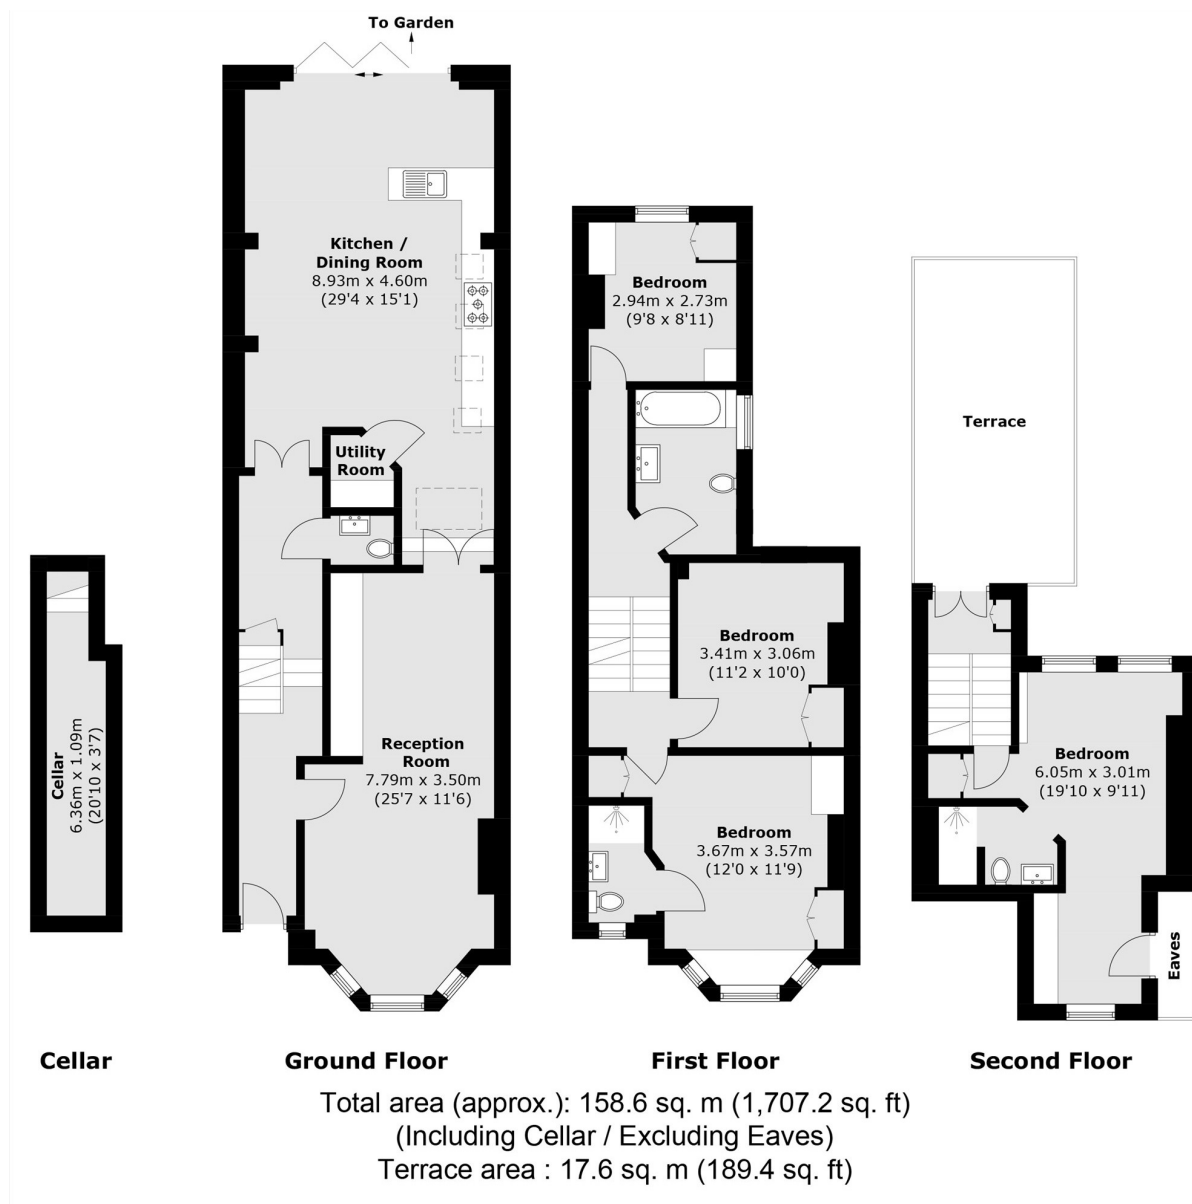 To Garden
Kitchen /
Dining Room
8.93m x 4.60m
(29'4 x 15'1)
Utility
Room
Reception
Room
7.79m x 3.50m
(25'7 x 11'6)
Cellar
6.36m x 1.09m
(20'10 x 3'7)
Bedroom
2.94m x 2.73m
(9'8 x 8'11)
Bedroom
3.41m x 3.06m
(11'2 x 10'0)
Bedroom
3.67m x 3.57m
(12'0 x 11'9)
Terrace
Bedroom
6.05m x 3.01m
(19'10 x 9'11)
Eaves
Cellar
Ground Floor
First Floor
Second Floor
Total area (approx.): 158.6 sq. m (1,707.2 sq. ft)
(Including Cellar / Excluding Eaves)
Terrace area : 17.6 sq. m (189.4 sq. ft)